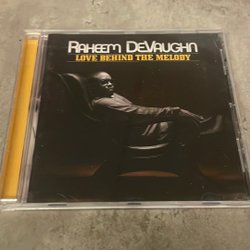 RAHEEM DEVAUGHN
LOVE BEHIND THE MELODY